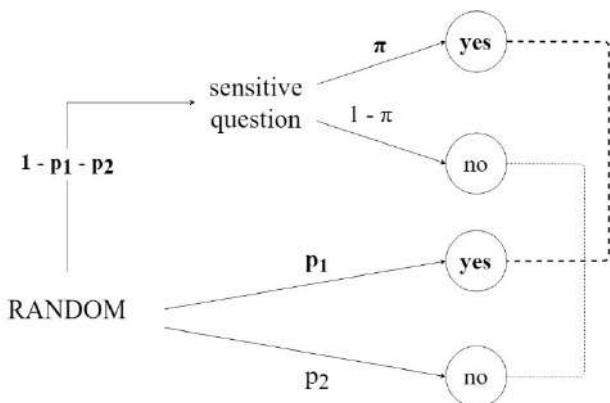 π
yes
sensitive
question
1 - π
1 - p₁ - p₂
no
p₁
yes
RANDOM
p₂
no